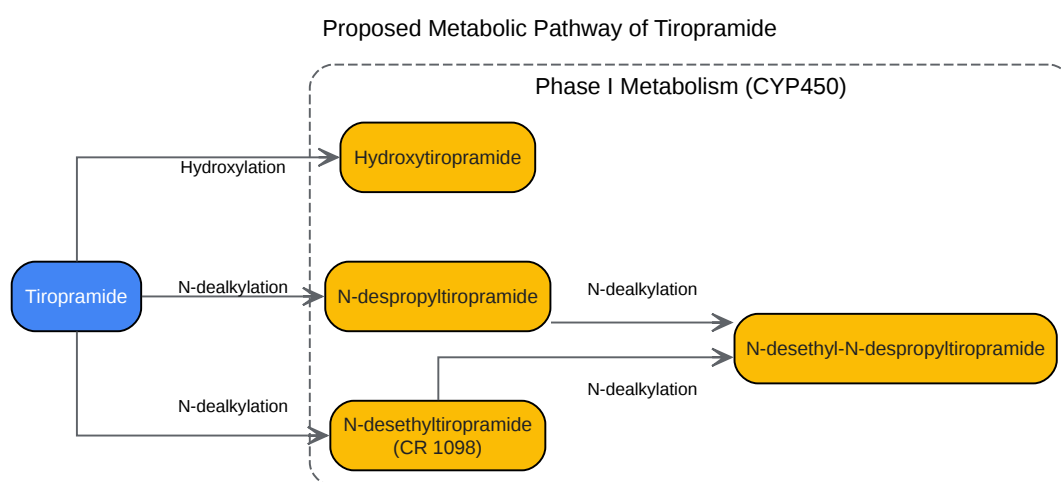 Proposed Metabolic Pathway of Tiropramide
Phase I Metabolism (CYP450)
Hydroxytiropramide
Hydroxylation
Tiropramide
N-dealkylation
N-despropyltiropramide
N-dealkylation
N-desethyl-N-despropyltiropramide
N-dealkylation
N-dealkylation
N-desethyltiropramide
(CR 1098)